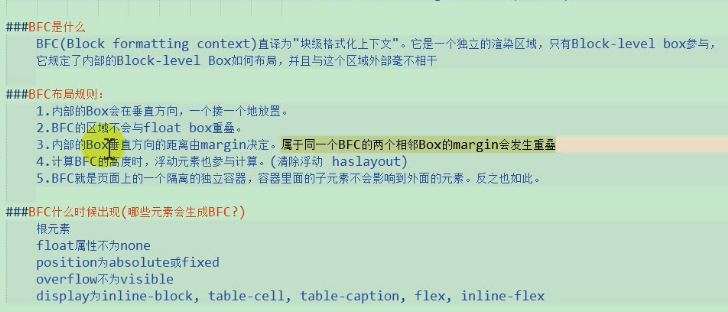 ###BFC是什么
BFC(Block formatting context)直译为"块级格式化上下文"。它是一个独立的渲染区域，只有Block-level box参与，
它规定了内部的Block-level Box如何布局，并且与这个区域外部毫不相干
###BFC布局规则：
1.内部的Box会在垂直方向，一个接一个地放置。
2.BFC的区域不会与float box重叠。
3.内部的Box垂直方向的距离由margin决定。属于同一个BFC的两个相邻Box的margin会发生重叠
4.计算BFC的高度时，浮动元素也参与计算。(清除浮动 haslayout)
5.BFC就是页面上的一个隔离的独立容器，容器里面的子元素不会影响到外面的元素。反之也如此。
###BFC什么时候出现(哪些元素会生成BFC?)
根元素
float属性不为none
position为absolute或fixed
overflow不为visible
display为inline-block, table-cell, table-caption, flex, inline-flex